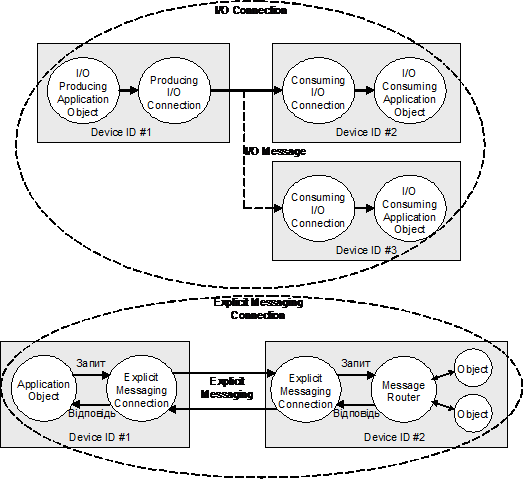 I/O Connection
I/O
Producing
Application
Object
Producing
I/O
Connection
Device ID #1
Consuming
I/O
Connection
I/O
Consuming
Application
Object
Device ID #2
I/O Message
Consuming
I/O
Connection
I/O
Consuming
Application
Object
Device ID #3
Explicit Messaging
Connection
Application
Object
Запит
Відповідь
Explicit
Messaging
Connection
Device ID #1
Explicit
Messaging
Explicit
Messaging
Connection
Запит
Відповідь
Message
Router
Object
Object
Device ID #2